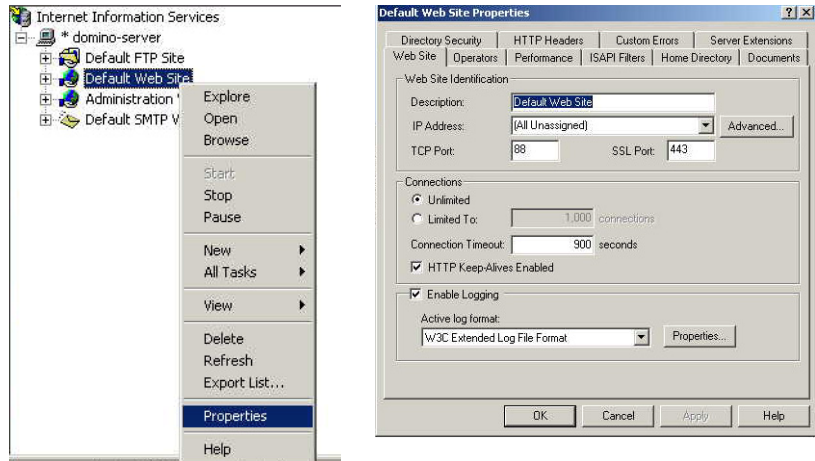 Internet Information Services
* domino-server
Default FTP Site
Default Web Site
Administration
Default SMTP V
Explore
Open
Browse
Start
Stop
Pause
New
All Tasks
View
Delete
Refresh
Export List...
Properties
Help
Default Web Site Properties
Directory Security HTTP Headers Custom Errors Server Extensions
Web Site Operators Performance ISAPI Filters Home Directory Documents
Web Site Identification
Description: Default Web Site
IP Address: (All Unassigned) Advanced...
TCP Port: 88 SSL Port: 443
Connections
Unlimited
Limited To: 1,000 connections
Connection Timeout: 900 seconds
HTTP Keep-Alives Enabled
Enable Logging
Active log format:
W3C Extended Log File Format Properties...
OK Cancel Apply Help